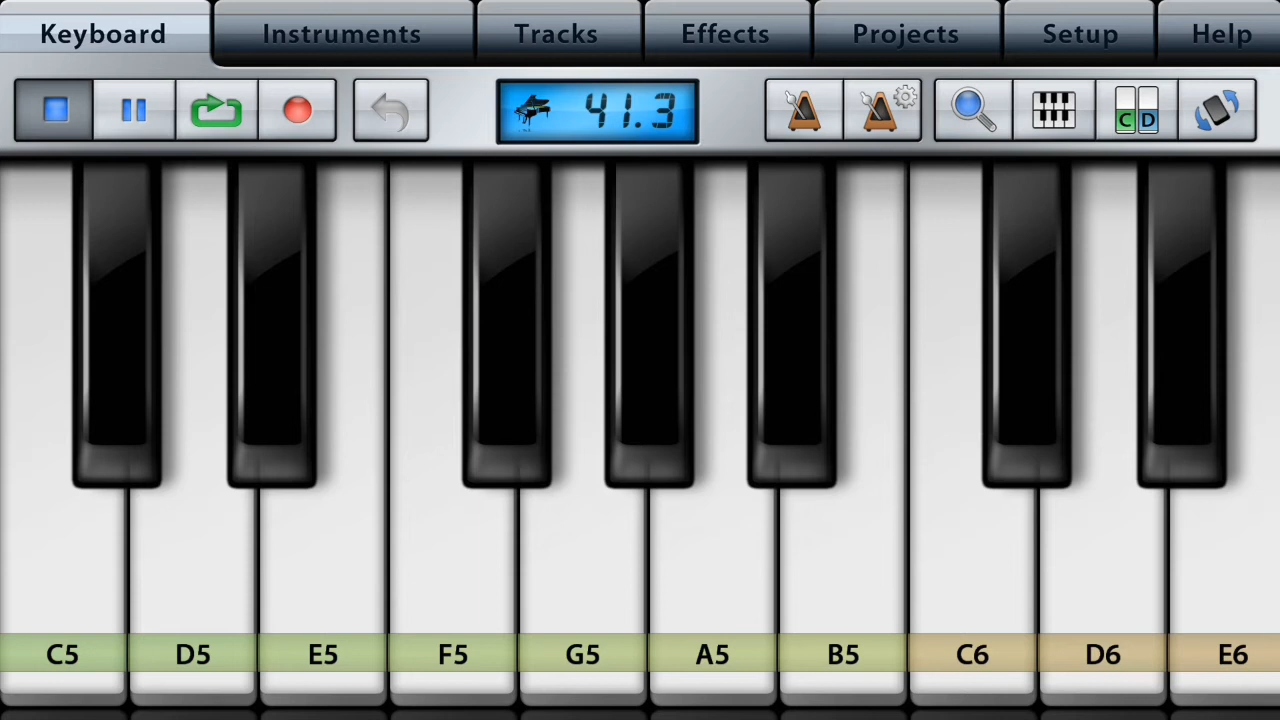 Keyboard Instruments Tracks Effects Projects Setup Help
41.3 C D
C5 D5 E5 F5 G5 A5 B5 C6 D6 E6